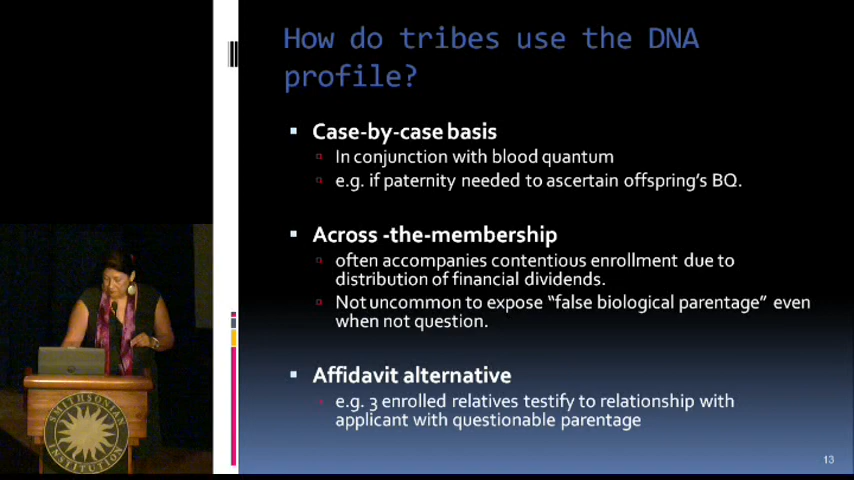 How do tribes use the DNA
profile?
Case-by-case basis
In conjunction with blood quantum
e.g. if paternity needed to ascertain offspring's BQ.
Across -the-membership
often accompanies contentious enrollment due to
distribution of financial dividends.
Not uncommon to expose “false biological parentage” even
when not question.
Affidavit alternative
e.g. 3 enrolled relatives testify to relationship with
applicant with questionable parentage
13
SMITHSONIAN
INSTITUTION